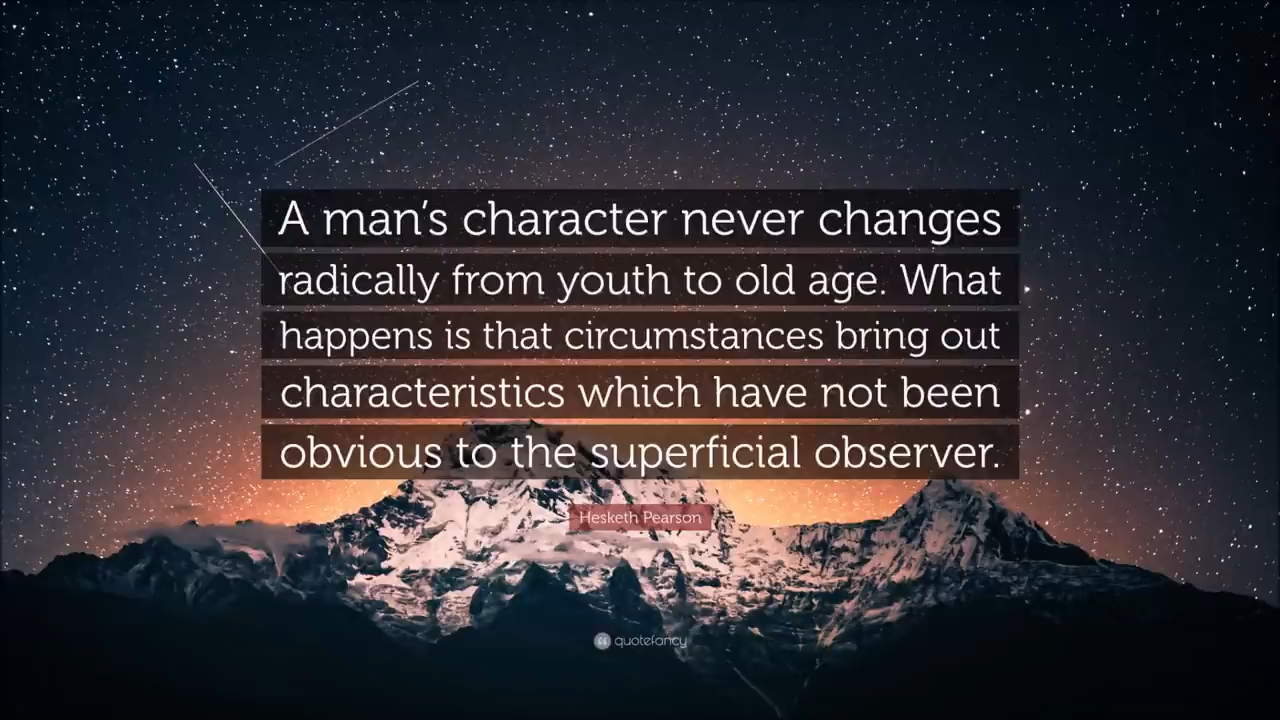 A man’s character never changes
radically from youth to old age. What
happens is that circumstances bring out
characteristics which have not been
obvious to the superficial observer.
Hesketh Pearson
quotefancy